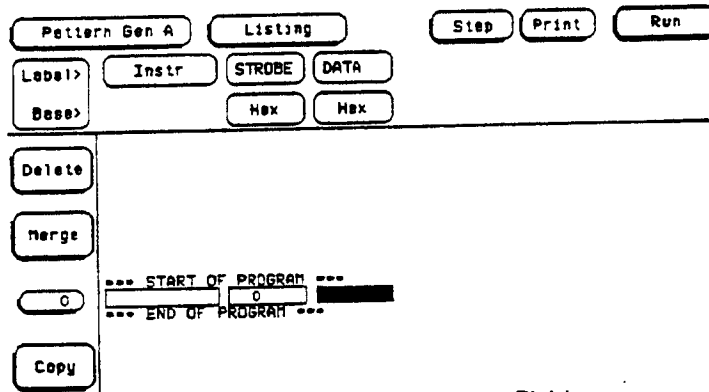 Pattern Gen A Listing Step Print Run
Label> Instr STROBE DATA
Base> Hex Hex
Delete
Merge
*** START OF PROGRAM ***
0 0
*** END OF PROGRAM ***
Copy